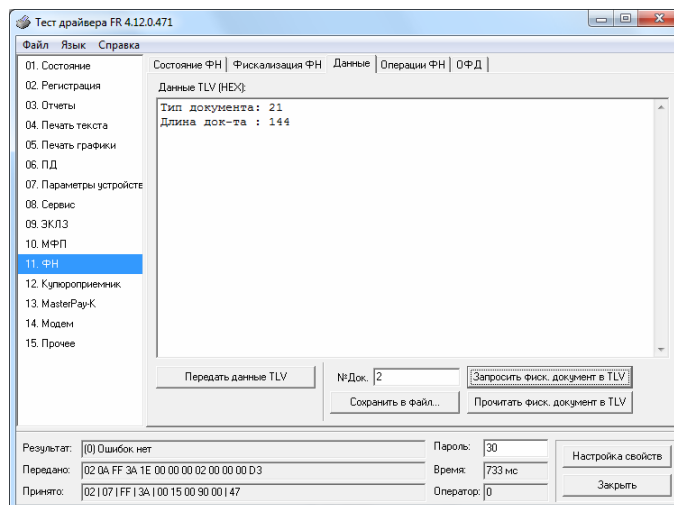 Тест драйвера FR 4.12.0.471
Файл Язык Справка
01. Состояние
02. Регистрация
03. Отчеты
04. Печать текста
05. Печать графики
06. ПД
07. Параметры устройств
08. Сервис
09. ЭКЛЗ
10. МФП
11. ФН
12. Купюроприемник
13. MasterPay-K
14. Модем
15. Прочее
Состояние ФН Фискализация ФН Данные Операции ФН ОФД
Данные TLV (HEX):
Тип документа: 21
Длина док-та : 144
Передать данные TLV
№Док. 2
Запросить фиск. документ в TLV
Сохранить в файл...
Прочитать фиск. документ в TLV
Результат: (0) Ошибок нет
Передано: 02 0A FF 3A 1E 00 00 00 02 00 00 00 D3
Принято: 02 | 07 | FF | 3A | 00 15 00 90 00 | 47
Пароль: 30
Время: 733 мс
Оператор: 0
Настройка свойств
Закрыть